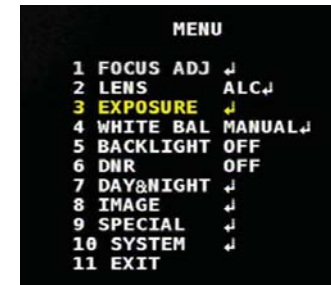 MENU
1 FOCUS ADJ ↲
2 LENS ALC↲
3 EXPOSURE ↲
4 WHITE BAL MANUAL↲
5 BACKLIGHT OFF
6 DNR OFF
7 DAY&NIGHT ↲
8 IMAGE ↲
9 SPECIAL ↲
10 SYSTEM ↲
11 EXIT